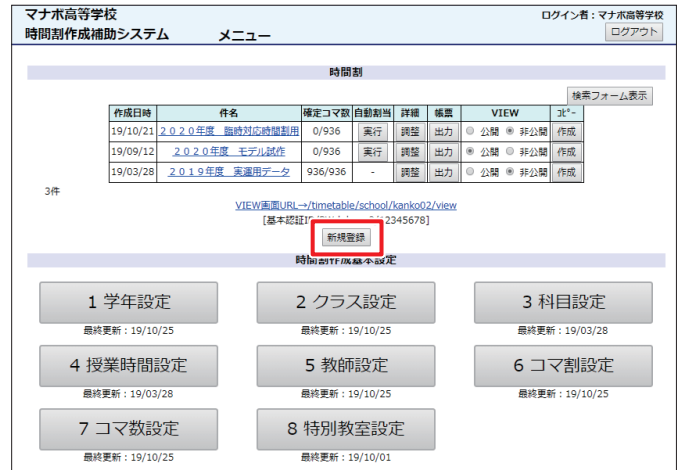 マナボ高等学校
ログイン者：マナボ高等学校
時間割作成補助システム メニュー
ログアウト
時間割
検索フォーム表示
作成日時 件名 確定コマ数 自動割当 詳細 帳票 VIEW ｺﾋﾟｰ
19/10/21 ２０２０年度 臨時対応時間割用 0/936 実行 調整 出力 公開 非公開 作成
19/09/12 ２０２０年度 モデル試作 0/936 実行 調整 出力 公開 非公開 作成
19/03/28 ２０１９年度 実運用データ 936/936 - 調整 出力 公開 非公開 作成
3件
VIEW画面URL→/timetable/school/kanko02/view
[基本認証 12345678]
新規登録
時間割作成基本設定
1 学年設定 2 クラス設定 3 科目設定
最終更新：19/10/25 最終更新：19/10/25 最終更新：19/03/28
4 授業時間設定 5 教師設定 6 コマ割設定
最終更新：19/03/28 最終更新：19/10/25 最終更新：19/10/25
7 コマ数設定 8 特別教室設定
最終更新：19/10/25 最終更新：19/10/01